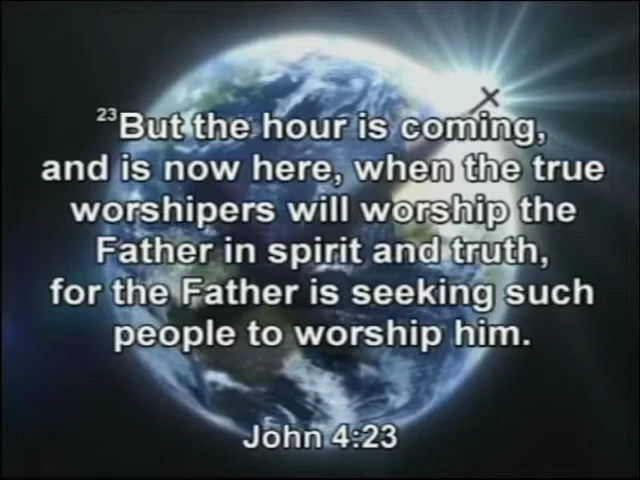 23But the hour is coming,
and is now here, when the true
worshipers will worship the
Father in spirit and truth,
for the Father is seeking such
people to worship him.
John 4:23